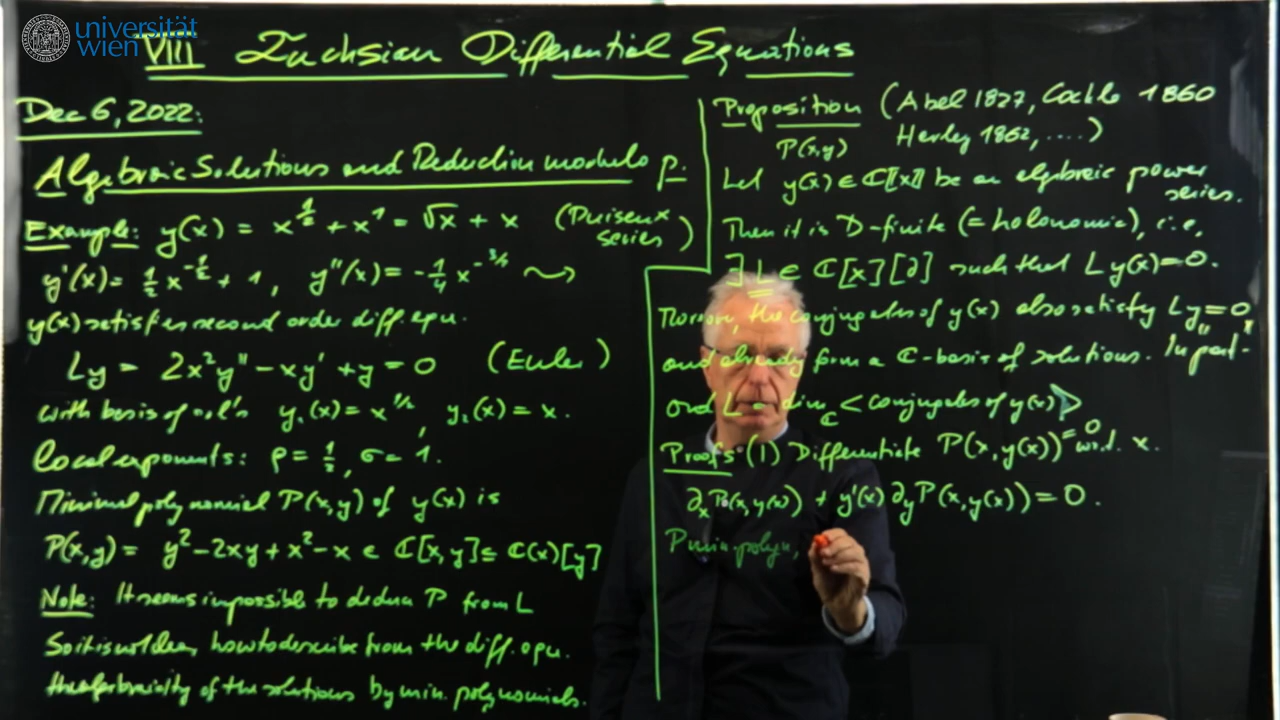 universität
wien
VIII Fuchsian Differential Equations
Dec 6, 2022:
Algebraic Solutions and Reduction modulo p.
Example: y(x) = x^{1/2} + x^1 = √x + x (Puiseux series)
y'(x) = 1/2 x^{-1/2} + 1, y''(x) = -1/4 x^{-3/2} ⇝
y(x) satisfies second order diff. equ.
Ly = 2x²y'' - xy' + y = 0 (Euler)
with basis of sol's y₁(x) = x^{1/2}, y₂(x) = x.
local exponents: ρ = 1/2, σ = 1.
Minimal polynomial P(x,y) of y(x) is
P(x,y) = y² - 2xy + x² - x ∈ ℂ[x,y] ⊆ ℂ(x)[y]
Note: It seems impossible to deduce P from L
So it is not clear, how to describe from the diff. equ.
the algebraicity of the solutions by min. polynomials.
Proposition (Abel 1827, Cockle 1860
Harley 1862, ....)
P(x,y)
Let y(x) ∈ ℂ[[x]] be an algebraic power series.
Then it is D-finite (= holonomic), i.e.,
∃ L ∈ ℂ[x][∂] such that Ly(x) = 0.
the conjugates of y(x) also satisfy Ly = 0
and already form a ℂ-basis of solutions. In part-
ord L = dim_ℂ < conjugates of y(x) >
Proofs (1) Differentiate P(x, y(x)) = 0 w.r.t. x.
∂ₓP(x, y(x)) + y'(x) ∂_y P(x, y(x)) = 0.
P min. polyn,